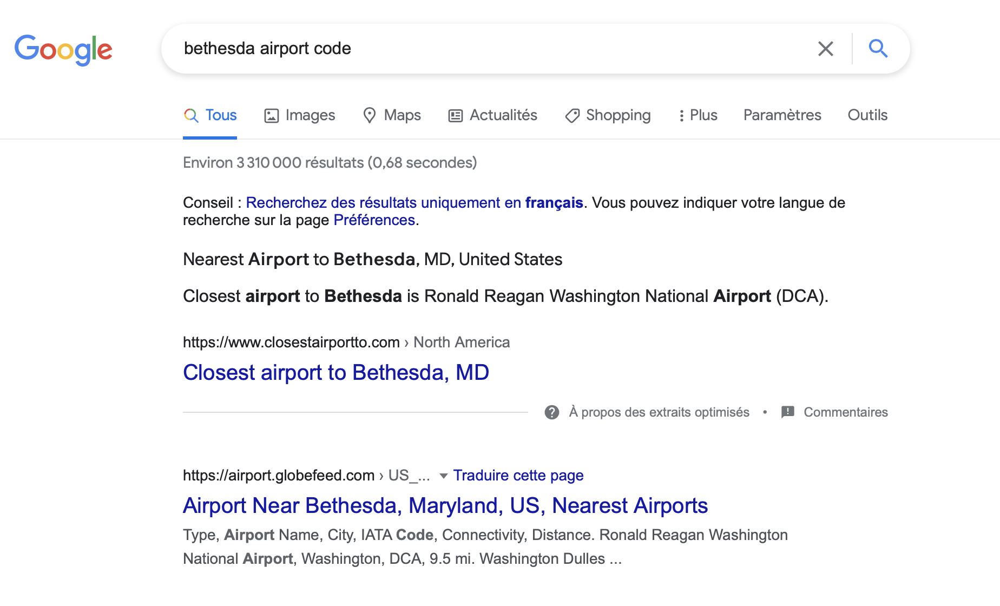 Google
bethesda airport code
Tous Images Maps Actualités Shopping Plus Paramètres Outils
Environ 3 310 000 résultats (0,68 secondes)
Conseil : Recherchez des résultats uniquement en français. Vous pouvez indiquer votre langue de
recherche sur la page Préférences.
Nearest Airport to Bethesda, MD, United States
Closest airport to Bethesda is Ronald Reagan Washington National Airport (DCA).
https://www.closestairportto.com › North America
Closest airport to Bethesda, MD
À propos des extraits optimisés • Commentaires
https://airport.globefeed.com › US_... Traduire cette page
Airport Near Bethesda, Maryland, US, Nearest Airports
Type, Airport Name, City, IATA Code, Connectivity, Distance. Ronald Reagan Washington
National Airport, Washington, DCA, 9.5 mi. Washington Dulles ...